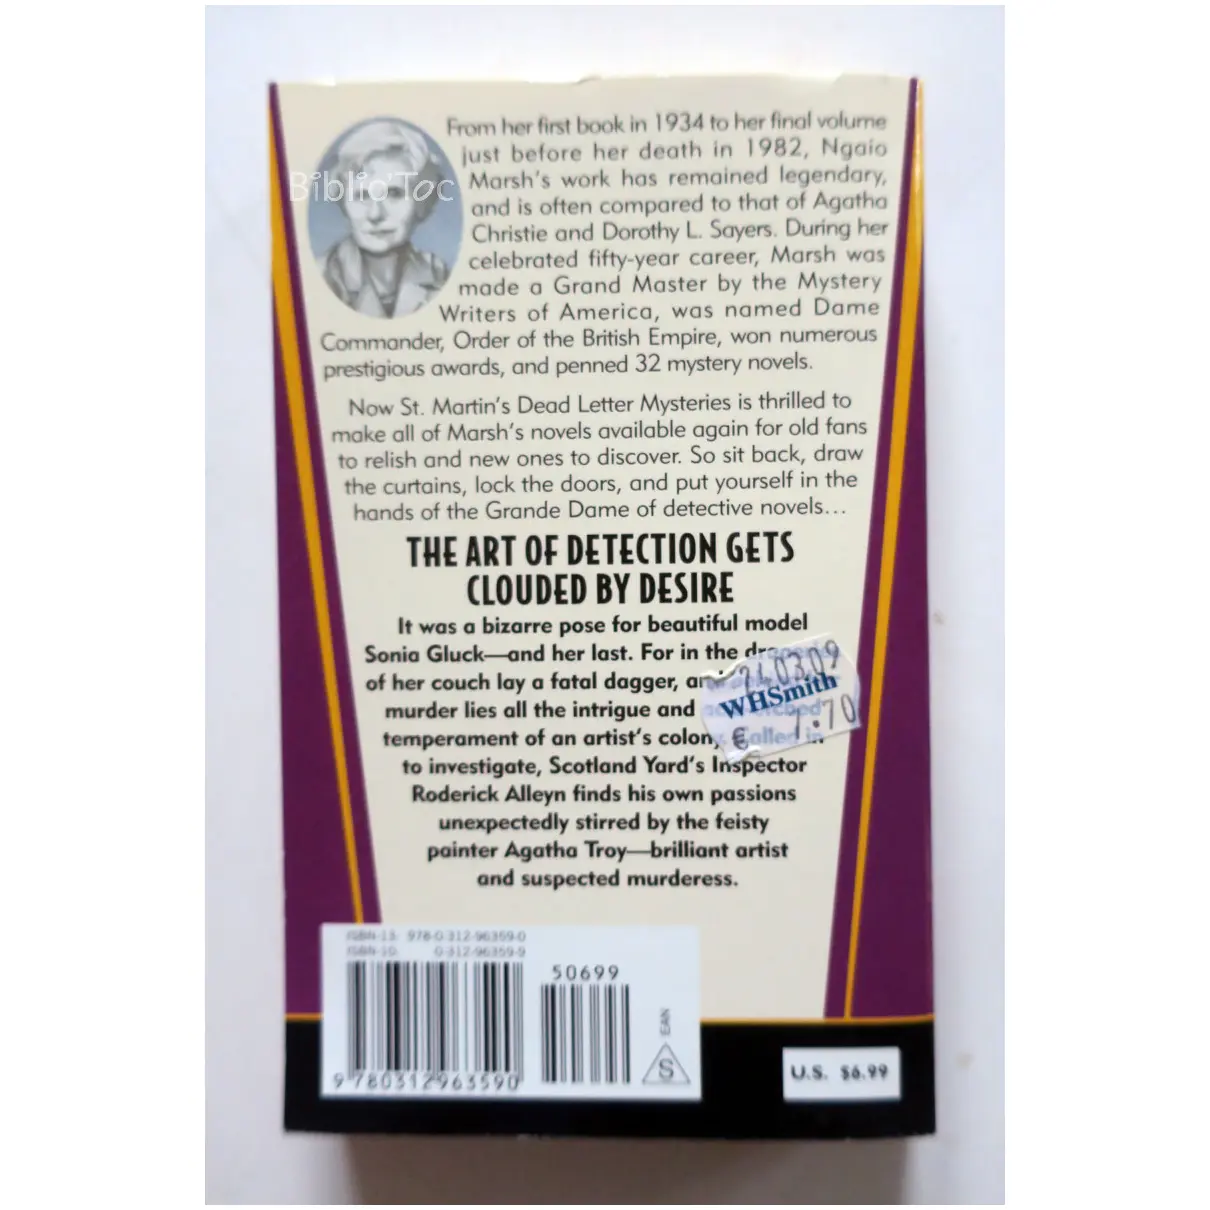 From her first book in 1934 to her final volume
just before her death in 1982, Ngaio
Marsh's work has remained legendary,
and is often compared to that of Agatha
Christie and Dorothy L. Sayers. During her
celebrated fifty-year career, Marsh was
made a Grand Master by the Mystery
Writers of America, was named Dame
Commander, Order of the British Empire, won numerous
prestigious awards, and penned 32 mystery novels.
Biblio'Toc
Now St. Martin's Dead Letter Mysteries is thrilled to
make all of Marsh's novels available again for old fans
to relish and new ones to discover. So sit back, draw
the curtains, lock the doors, and put yourself in the
hands of the Grande Dame of detective novels…
THE ART OF DETECTION GETS
CLOUDED BY DESIRE
It was a bizarre pose for beautiful model
Sonia Gluck—and her last. For in the
of her couch lay a fatal dagger,
murder lies all the intrigue and
temperament of an artist's colony. Called in
to investigate, Scotland Yard's Inspector
Roderick Alleyn finds his own passions
unexpectedly stirred by the feisty
painter Agatha Troy—brilliant artist
and suspected murderess.
24.03.09
WHSmith
€ 7.70
ISBN-13: 978-0-312-96359-0
ISBN-10: 0-312-96359-9
50699
9 780312 963590
EAN
S
U.S. $6.99